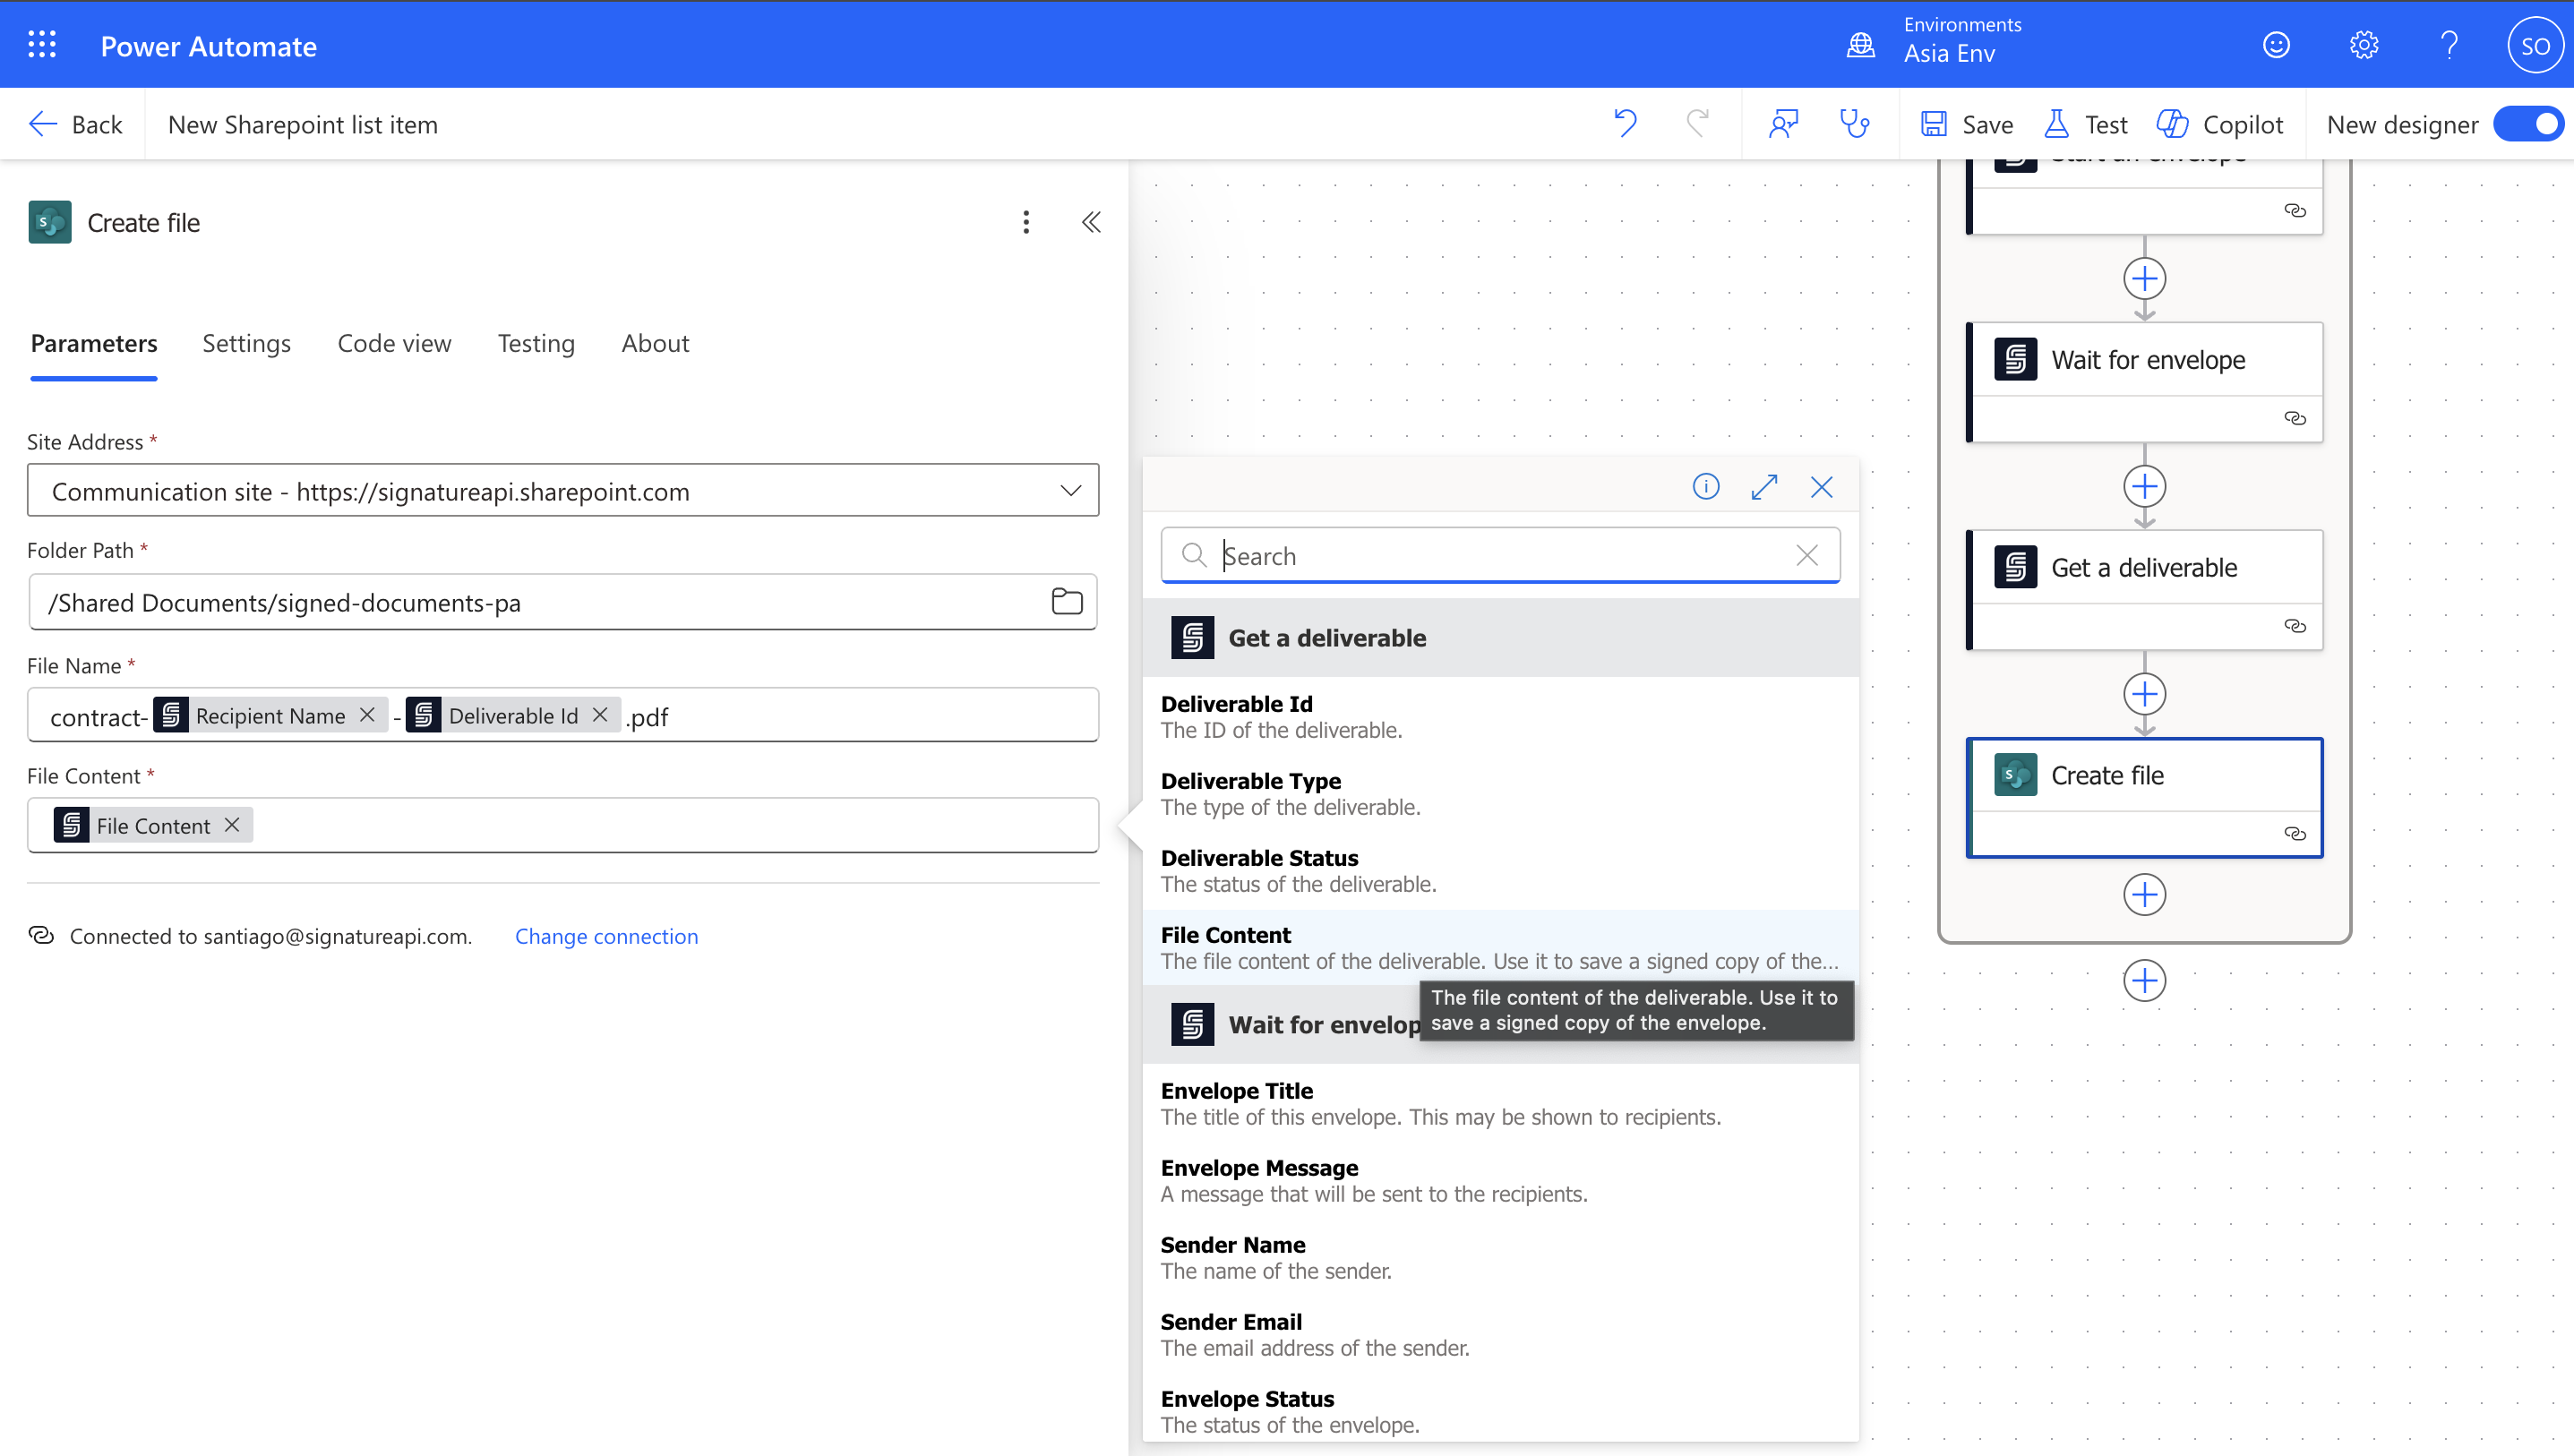 Power Automate
Environments
Asia Env
SO
Back
New Sharepoint list item
Save
Test
Copilot
New designer
Create file
Parameters
Settings
Code view
Testing
About
Site Address *
Communication site - https://signatureapi.sharepoint.com
Folder Path *
/Shared Documents/signed-documents-pa
File Name *
contract- Recipient Name - Deliverable Id .pdf
File Content *
File Content
Connected to santiago@signatureapi.com.
Change connection
Search
Get a deliverable
Deliverable Id
The ID of the deliverable.
Deliverable Type
The type of the deliverable.
Deliverable Status
The status of the deliverable.
File Content
The file content of the deliverable. Use it to save a signed copy of the...
The file content of the deliverable. Use it to
save a signed copy of the envelope.
Wait for envelop
Envelope Title
The title of this envelope. This may be shown to recipients.
Envelope Message
A message that will be sent to the recipients.
Sender Name
The name of the sender.
Sender Email
The email address of the sender.
Envelope Status
The status of the envelope.
Start an envelope
Wait for envelope
Get a deliverable
Create file